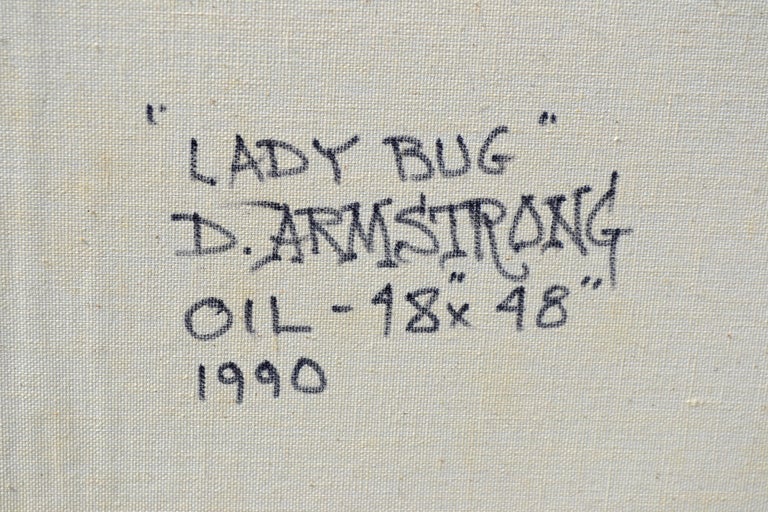 "LADY BUG"
D. ARMSTRONG
OIL - 48" x 48"
1990